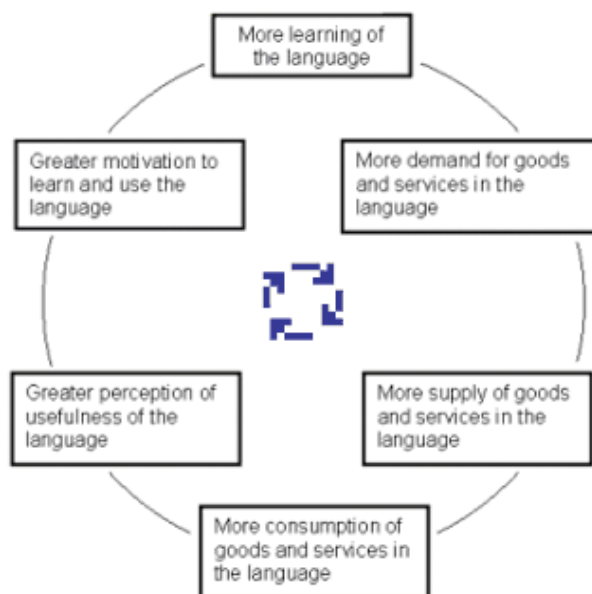 More learning of
the language
More demand for goods
and services in the
language
More supply of goods
and services in the
language
More consumption of
goods and services in
the language
Greater perception of
usefulness of the
language
Greater motivation to
learn and use the
language